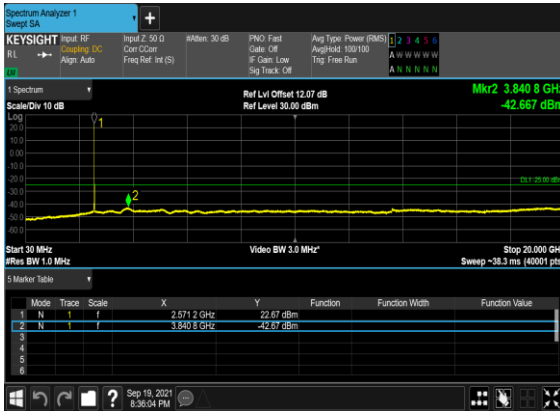 Spectrum Analyzer 1
Swept SA
+
KEYSIGHT Input: RF Input Z: 50 Ω #Atten: 30 dB PNO: Fast Avg Type: Power (RMS) 1 2 3 4 5 6
RL Coupling: DC Corr CCorr Gate: Off Avg|Hold: 100/100 A W W W W W
Align: Auto Freq Ref: Int (S) IF Gain: Low Trig: Free Run
Sig Track: Off A N N N N N
1 Spectrum Ref Lvl Offset 12.07 dB Mkr2 3.840 8 GHz
Scale/Div 10 dB Ref Level 30.00 dBm -42.667 dBm
Log
1
20.0
10.0
0.00
-10.0
-20.0
DL1 -25.00 dBm
-30.0
2
-40.0
-50.0
-60.0
Start 30 MHz Video BW 3.0 MHz* Stop 20.000 GHz
#Res BW 1.0 MHz Sweep ~38.3 ms (40001 pts)
5 Marker Table
Mode Trace Scale X Y Function Function Width Function Value
1 N 1 f 2.571 2 GHz 22.67 dBm
2 N 1 f 3.840 8 GHz -42.67 dBm
3
4
5
6
? Sep 19, 2021
8:36:04 PM